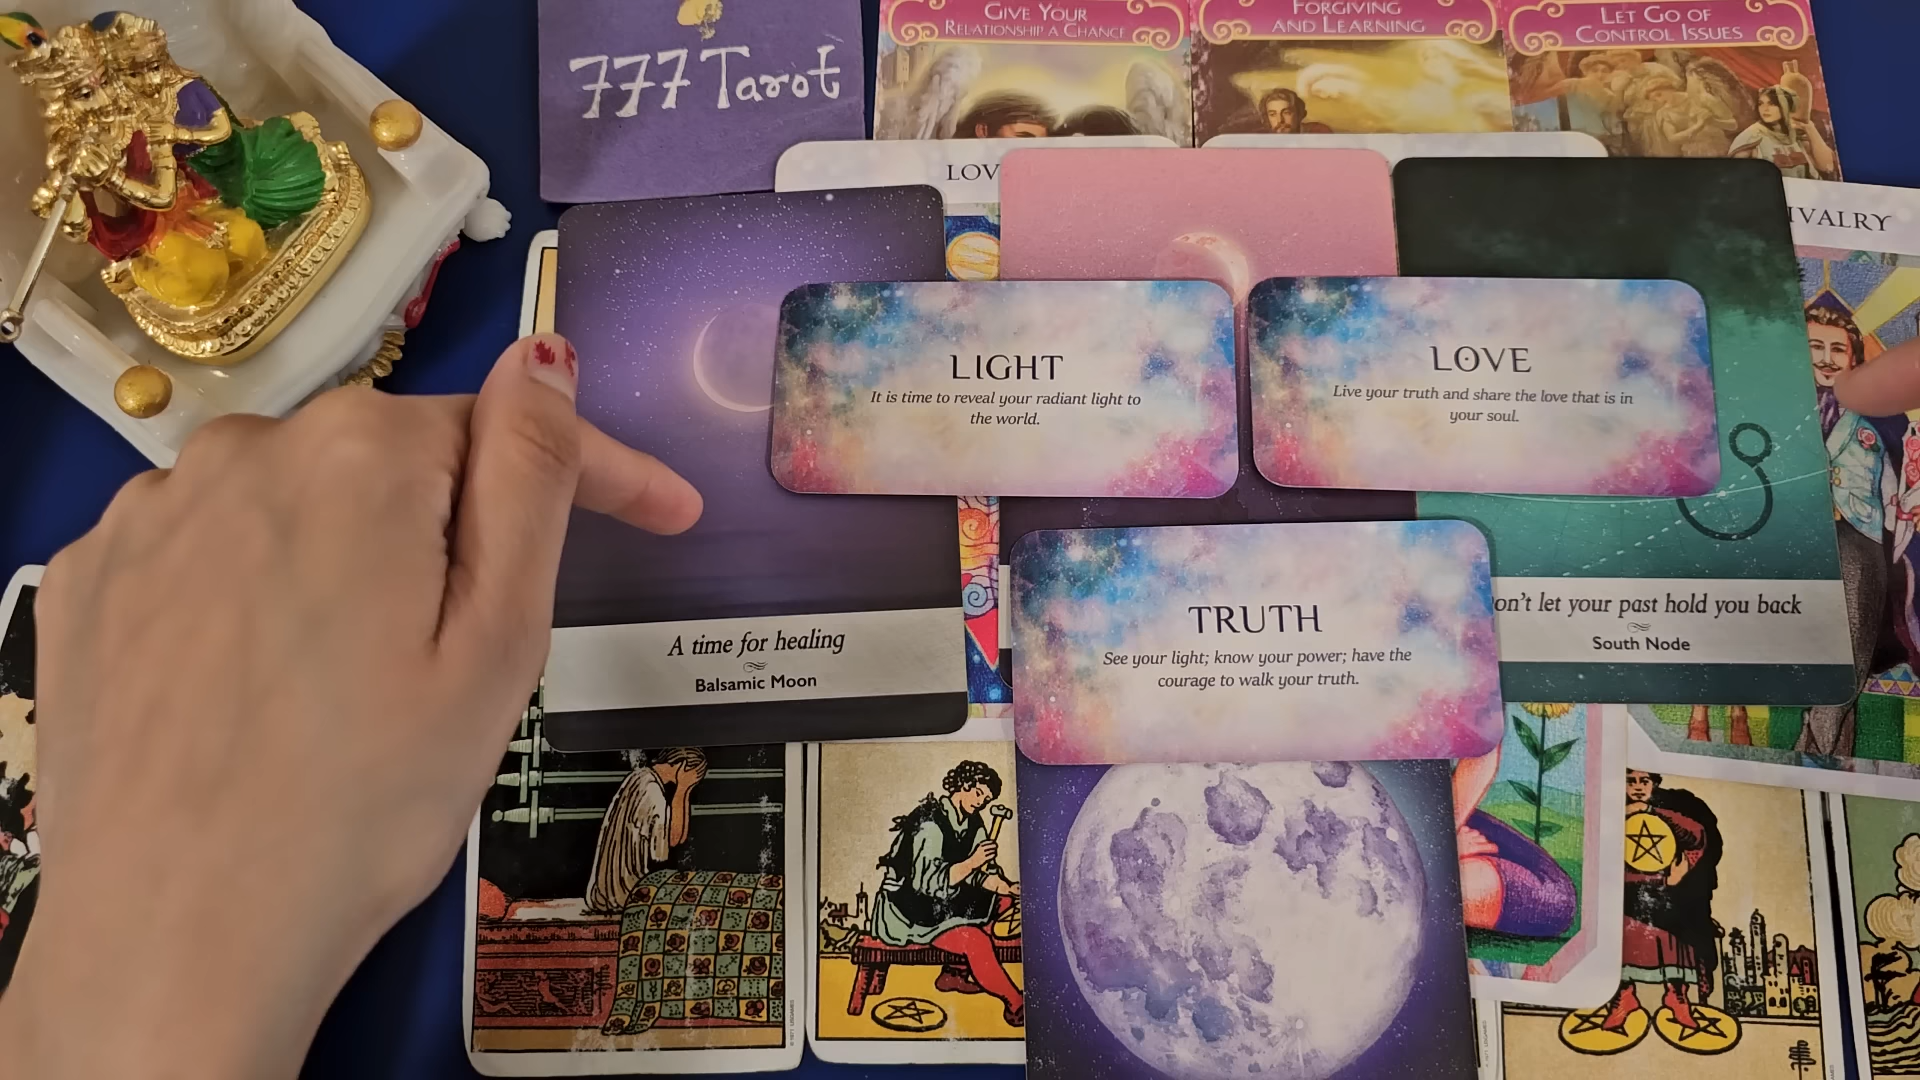 777 Tarot
GIVE YOUR
RELATIONSHIP A CHANCE
FORGIVING
AND LEARNING
LET GO OF
CONTROL ISSUES
LOV
IVALRY
LIGHT
It is time to reveal your radiant light to
the world.
LOVE
Live your truth and share the love that is in
your soul.
TRUTH
See your light; know your power; have the
courage to walk your truth.
A time for healing
Balsamic Moon
on't let your past hold you back
South Node